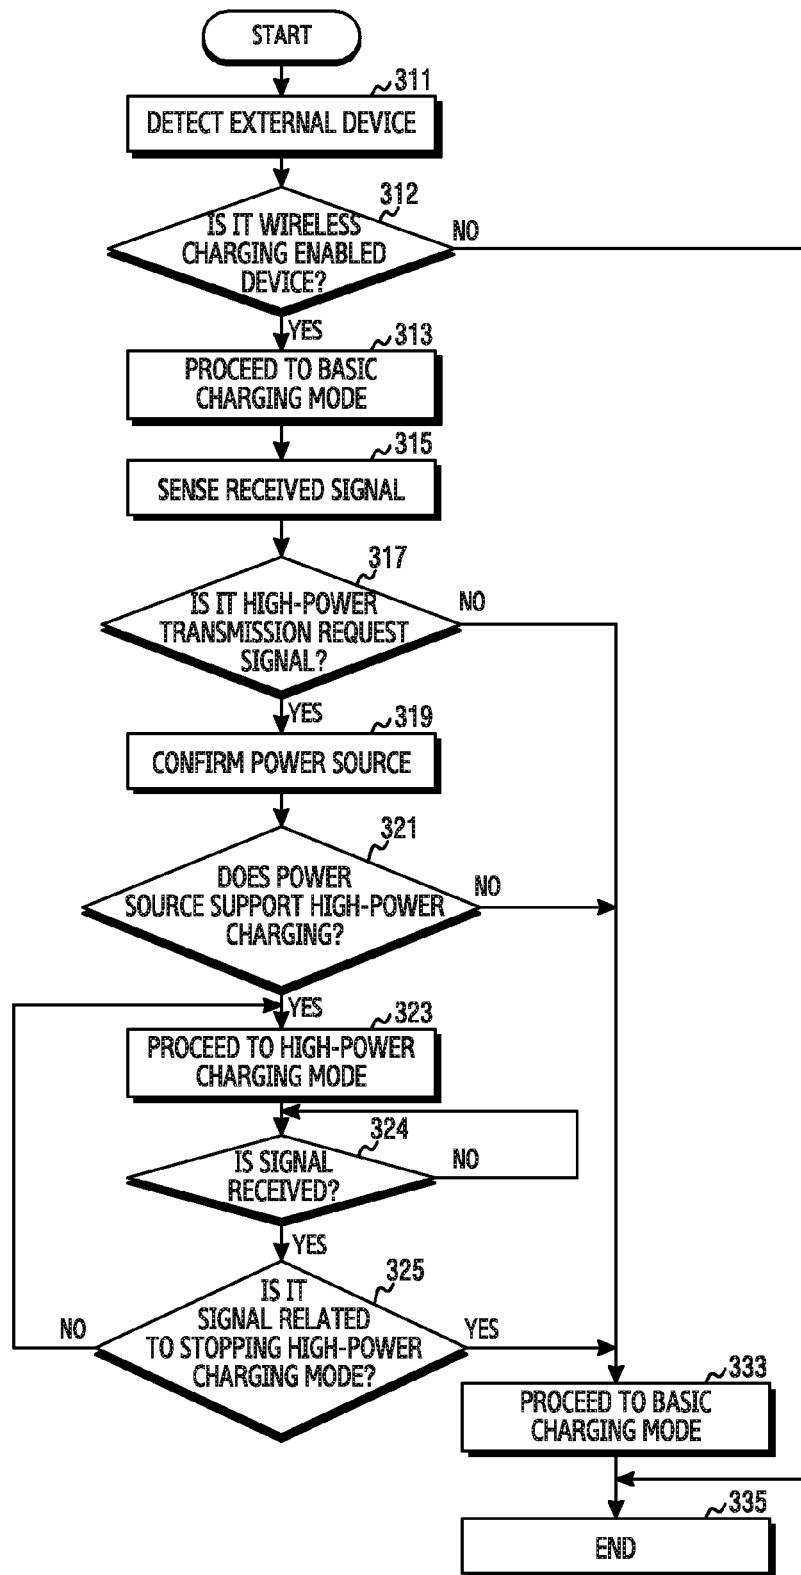 START
311
DETECT EXTERNAL DEVICE
312
IS IT WIRELESS
CHARGING ENABLED
DEVICE?
NO
YES
313
PROCEED TO BASIC
CHARGING MODE
315
SENSE RECEIVED SIGNAL
317
IS IT HIGH-POWER
TRANSMISSION REQUEST
SIGNAL?
NO
YES
319
CONFIRM POWER SOURCE
321
DOES POWER
SOURCE SUPPORT HIGH-POWER
CHARGING?
NO
YES
323
PROCEED TO HIGH-POWER
CHARGING MODE
324
IS SIGNAL
RECEIVED?
NO
YES
325
IS IT
SIGNAL RELATED
TO STOPPING HIGH-POWER
CHARGING MODE?
NO
YES
333
PROCEED TO BASIC
CHARGING MODE
335
END